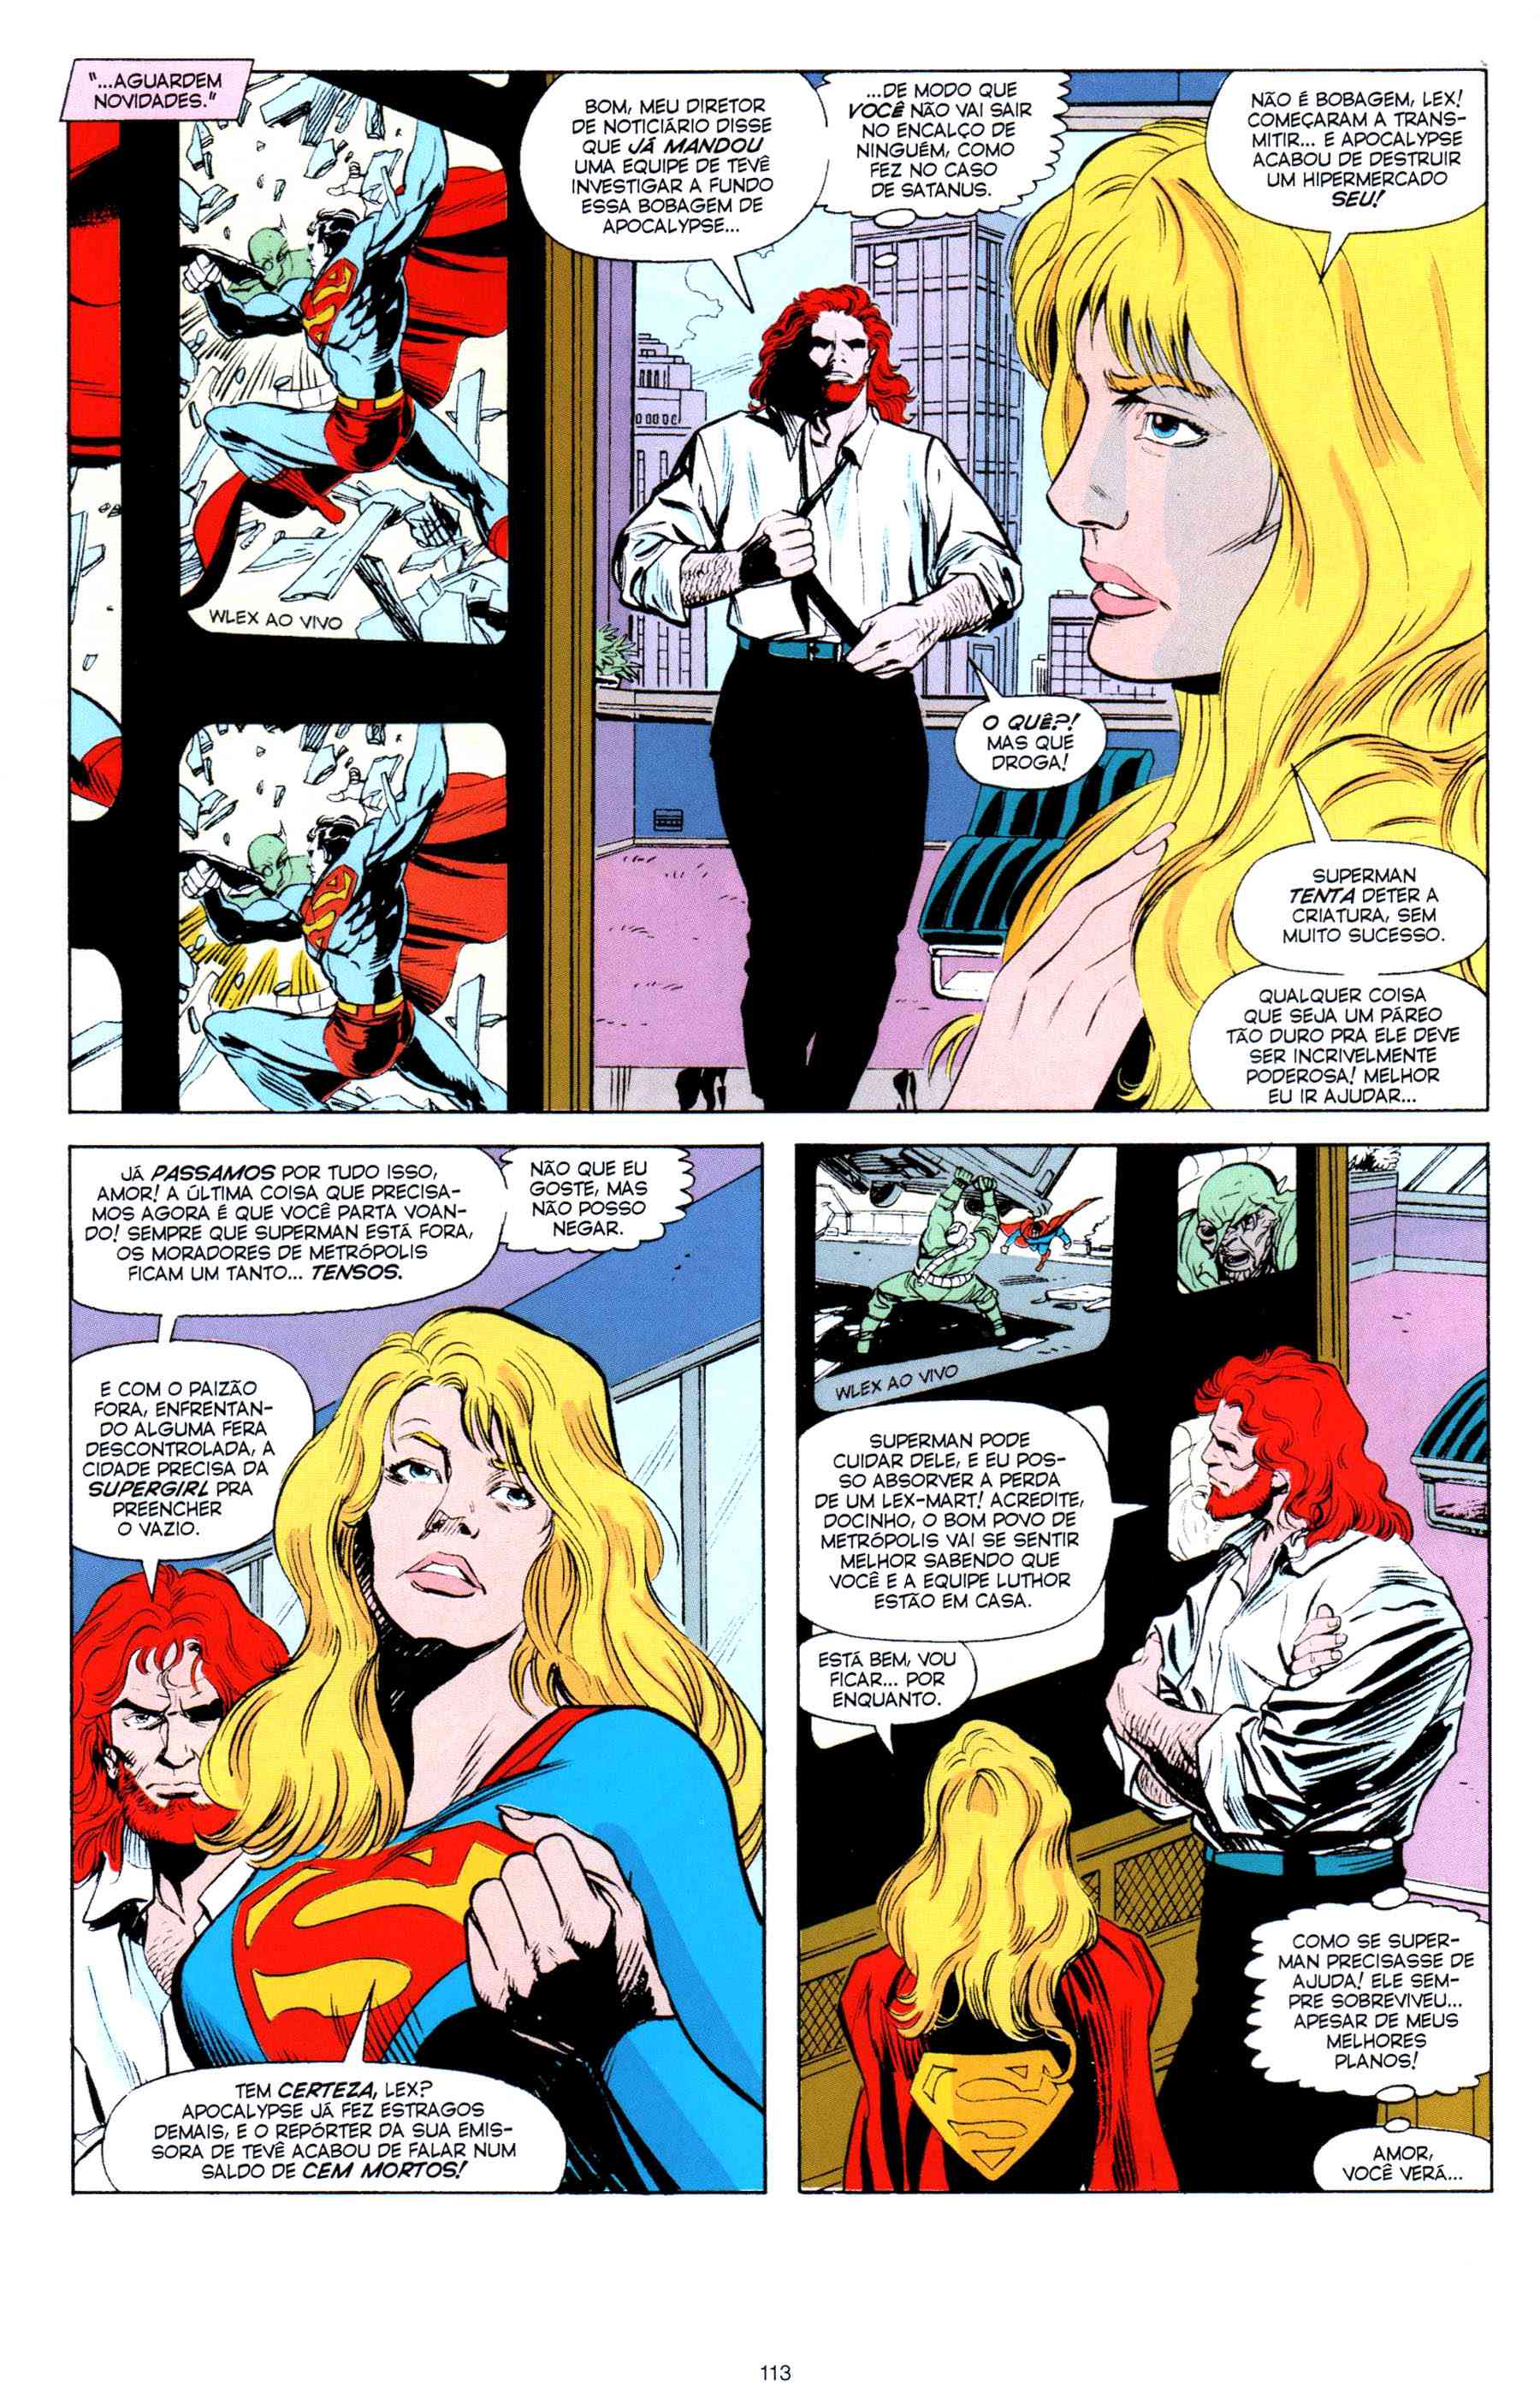 "...AGUARDEM
NOVIDADES."
BOM, MEU DIRETOR
DE NOTICIÁRIO DISSE
QUE JÁ MANDOU
UMA EQUIPE DE TEVÊ
INVESTIGAR A FUNDO
ESSA BOBAGEM DE
APOCALYPSE...
...DE MODO QUE
VOCÊ NÃO VAI SAIR
NO ENCALÇO DE
NINGUÉM, COMO
FEZ NO CASO
DE SATANUS.
NÃO É BOBAGEM, LEX!
COMEÇARAM A TRANS-
MITIR... E APOCALYPSE
ACABOU DE DESTRUIR
UM HIPERMERCADO
SEU!
WLEX AO VIVO
O QUÊ?!
MAS QUE
DROGA!
SUPERMAN
TENTA DETER A
CRIATURA, SEM
MUITO SUCESSO.
QUALQUER COISA
QUE SEJA UM PÁREO
TÃO DURO PRA ELE DEVE
SER INCRIVELMENTE
PODEROSA! MELHOR
EU IR AJUDAR...
JÁ PASSAMOS POR TUDO ISSO,
AMOR! A ÚLTIMA COISA QUE PRECISA-
MOS AGORA É QUE VOCÊ PARTA VOAN-
DO! SEMPRE QUE SUPERMAN ESTÁ FORA,
OS MORADORES DE METRÓPOLIS
FICAM UM TANTO... TENSOS.
NÃO QUE EU
GOSTE, MAS
NÃO POSSO
NEGAR.
E COM O PAIZÃO
FORA, ENFRENTAN-
DO ALGUMA FERA
DESCONTROLADA, A
CIDADE PRECISA DA
SUPERGIRL PRA
PREENCHER
O VAZIO.
TEM CERTEZA, LEX?
APOCALYPSE JÁ FEZ ESTRAGOS
DEMAIS, E O REPÓRTER DA SUA EMIS-
SORA DE TEVÊ ACABOU DE FALAR NUM
SALDO DE CEM MORTOS!
WLEX AO VIVO
SUPERMAN PODE
CUIDAR DELE, E EU POS-
SO ABSORVER A PERDA
DE UM LEX-MART! ACREDITE,
DOCINHO, O BOM POVO DE
METRÓPOLIS VAI SE SENTIR
MELHOR SABENDO QUE
VOCÊ E A EQUIPE LUTHOR
ESTÃO EM CASA.
ESTÁ BEM, VOU
FICAR... POR
ENQUANTO.
COMO SE SUPER-
MAN PRECISASSE DE
AJUDA! ELE SEM-
PRE SOBREVIVEU...
APESAR DE MEUS
MELHORES
PLANOS!
AMOR,
VOCÊ VERÁ...
113